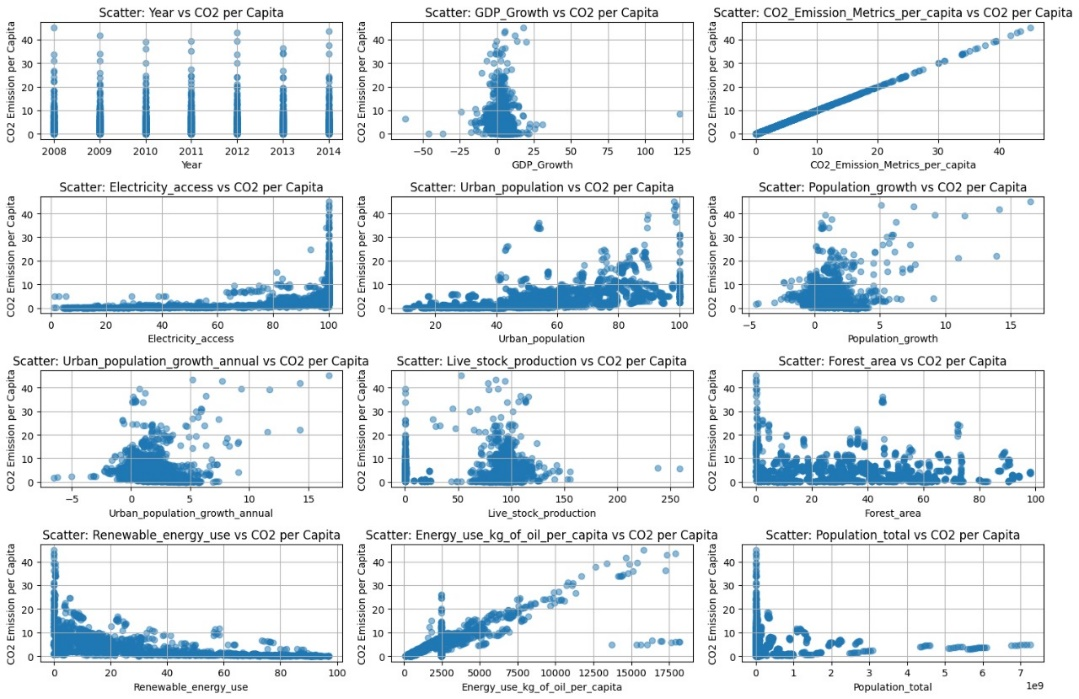 Scatter: Year vs CO2 per Capita
CO2 Emission per Capita
40
30
20
10
0
2008 2009 2010 2011 2012 2013 2014
Year
Scatter: GDP_Growth vs CO2 per Capita
CO2 Emission per Capita
40
30
20
10
0
−50 −25 0 25 50 75 100 125
GDP_Growth
Scatter: CO2_Emission_Metrics_per_capita vs CO2 per Capita
CO2 Emission per Capita
40
30
20
10
0
0 10 20 30 40
CO2_Emission_Metrics_per_capita
Scatter: Electricity_access vs CO2 per Capita
CO2 Emission per Capita
40
30
20
10
0
0 20 40 60 80 100
Electricity_access
Scatter: Urban_population vs CO2 per Capita
CO2 Emission per Capita
40
30
20
10
0
20 40 60 80 100
Urban_population
Scatter: Population_growth vs CO2 per Capita
CO2 Emission per Capita
40
30
20
10
0
−5 0 5 10 15
Population_growth
Scatter: Urban_population_growth_annual vs CO2 per Capita
CO2 Emission per Capita
40
30
20
10
0
−5 0 5 10 15
Urban_population_growth_annual
Scatter: Live_stock_production vs CO2 per Capita
CO2 Emission per Capita
40
30
20
10
0
0 50 100 150 200 250
Live_stock_production
Scatter: Forest_area vs CO2 per Capita
CO2 Emission per Capita
40
30
20
10
0
0 20 40 60 80 100
Forest_area
Scatter: Renewable_energy_use vs CO2 per Capita
CO2 Emission per Capita
40
30
20
10
0
0 20 40 60 80 100
Renewable_energy_use
Scatter: Energy_use_kg_of_oil_per_capita vs CO2 per Capita
CO2 Emission per Capita
40
30
20
10
0
0 2500 5000 7500 10000 12500 15000 17500
Energy_use_kg_of_oil_per_capita
Scatter: Population_total vs CO2 per Capita
CO2 Emission per Capita
40
30
20
10
0
0 1 2 3 4 5 6 7
1e9
Population_total